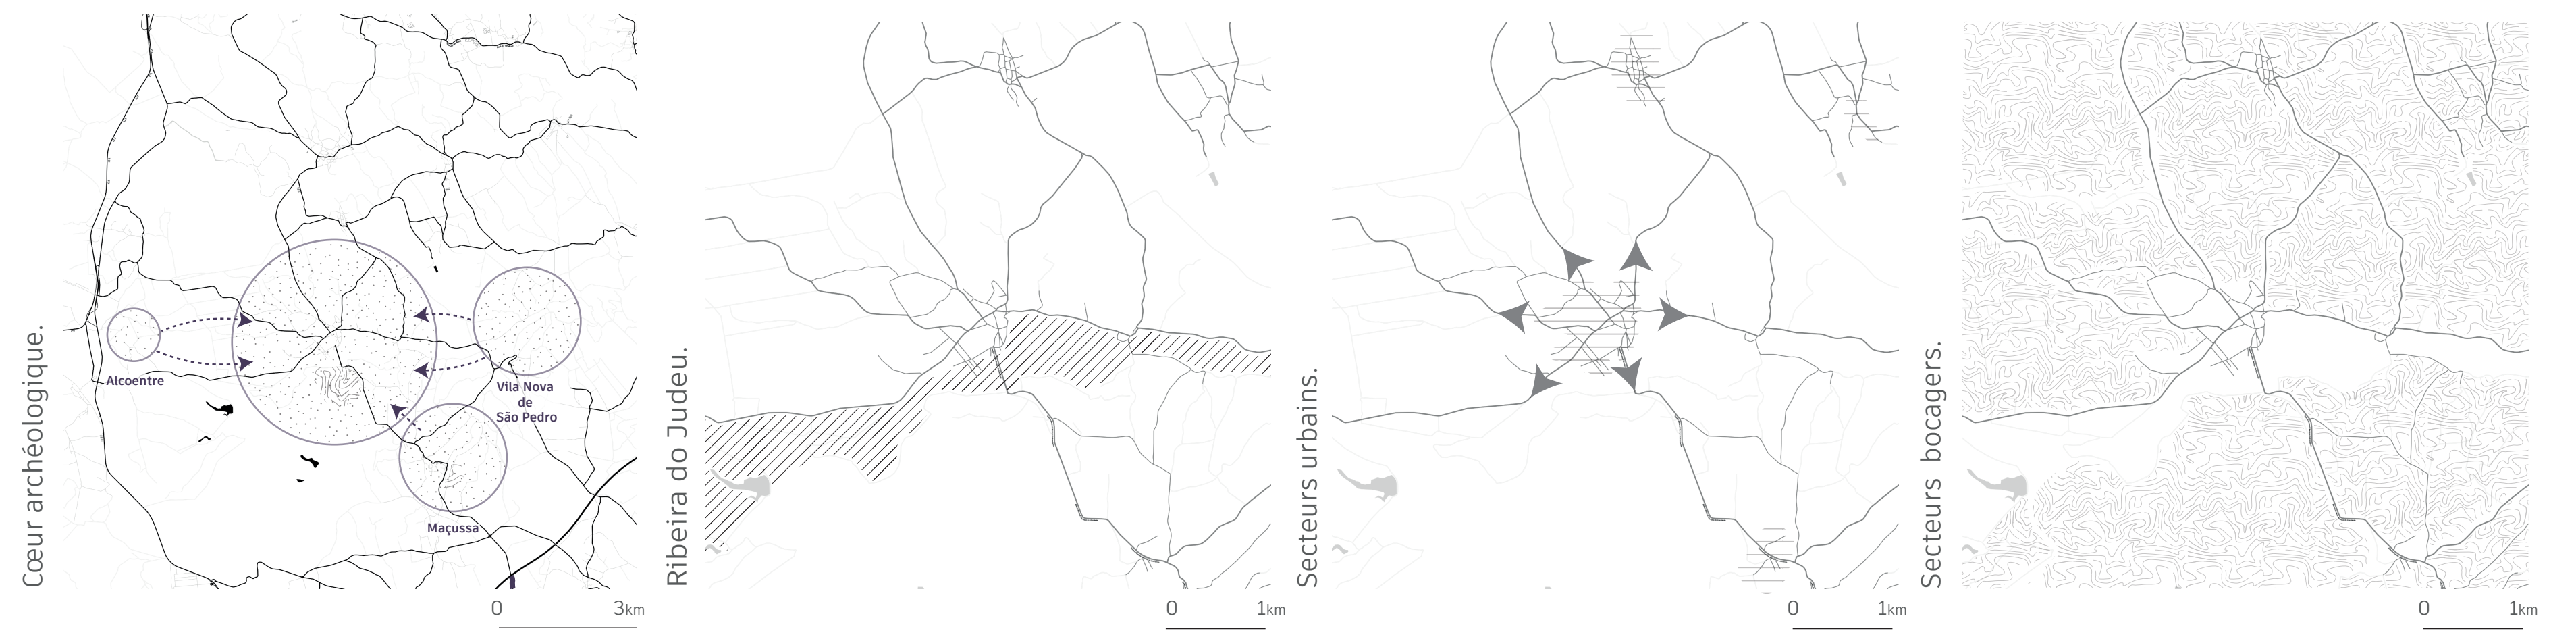 Cœur archéologique.
Alcoentre
Vila Nova
de
São Pedro
Maçussa
0 3km
Ribeira do Judeu.
0 1km
Secteurs urbains.
0 1km
Secteurs bocagers.
0 1km